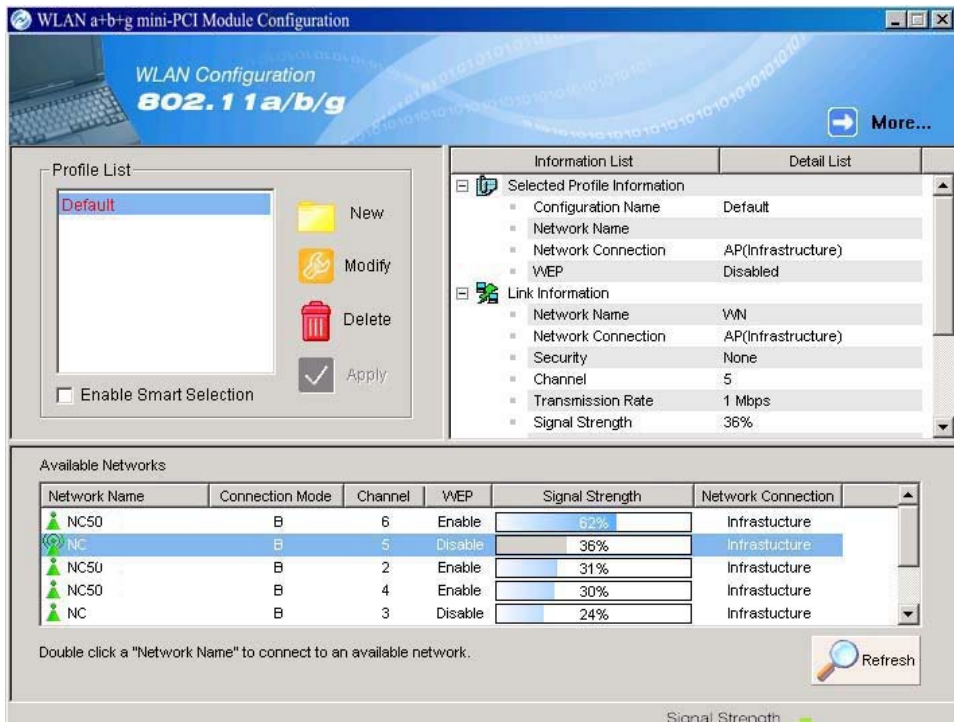 WLAN a+b+g mini-PCI Module Configuration
WLAN Configuration
802.11a/b/g
More...
Profile List
Default
New
Modify
Delete
Apply
Enable Smart Selection
Information List Detail List
Selected Profile Information
Configuration Name Default
Network Name
Network Connection AP(Infrastructure)
WEP Disabled
Link Information
Network Name WN
Network Connection AP(Infrastructure)
Security None
Channel 5
Transmission Rate 1 Mbps
Signal Strength 36%
Available Networks
Network Name Connection Mode Channel WEP Signal Strength Network Connection
NC50 B 6 Enable 62% Infrastucture
NC B 5 Disable 36% Infrastucture
NC50 B 2 Enable 31% Infrastucture
NC50 B 4 Enable 30% Infrastucture
NC B 3 Disable 24% Infrastucture
Double click a "Network Name" to connect to an available network.
Refresh
Signal Strength